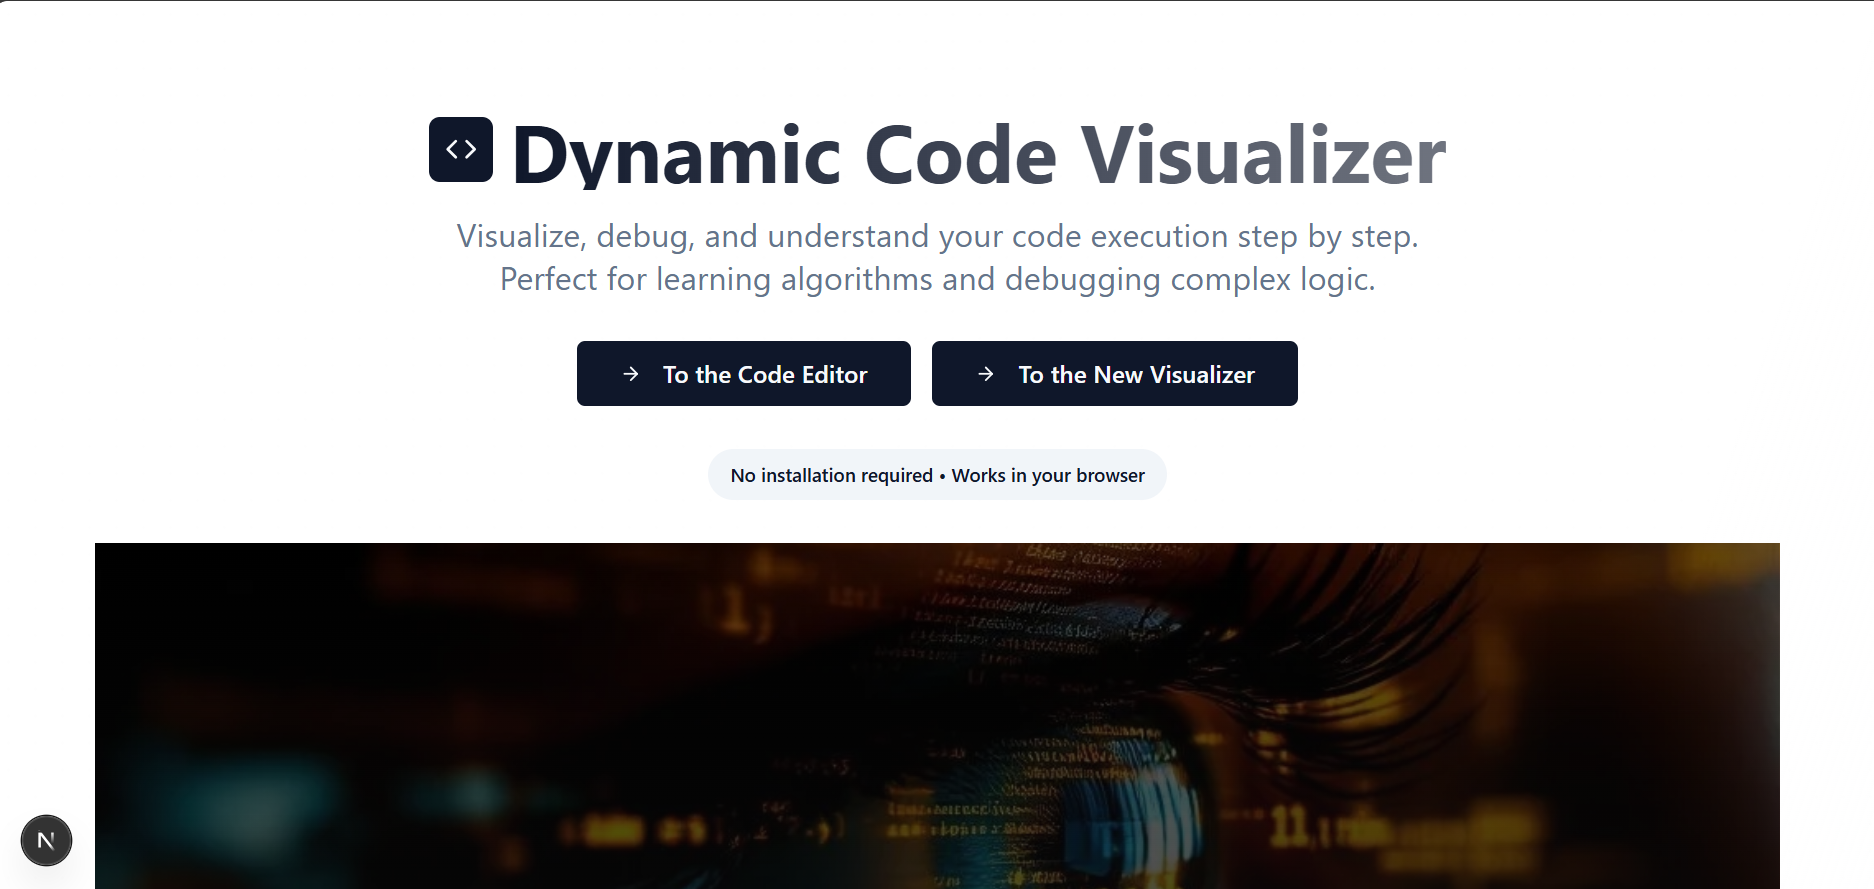 <> Dynamic Code Visualizer
Visualize, debug, and understand your code execution step by step.
Perfect for learning algorithms and debugging complex logic.
→ To the Code Editor
→ To the New Visualizer
No installation required • Works in your browser
N